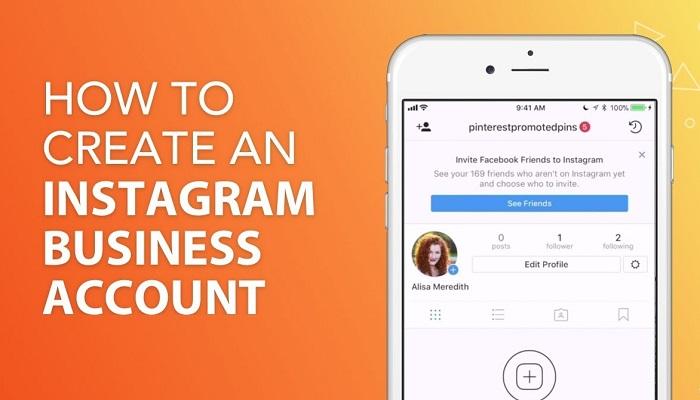 HOW TO
CREATE AN
INSTAGRAM
BUSINESS
ACCOUNT
9:41 AM
100%
pinterestpromotedpins 5
Invite Facebook Friends to Instagram
See your 169 friends who aren't on Instagram yet
and choose who to invite.
See Friends
0 1 2
posts follower following
Edit Profile
Alisa Meredith